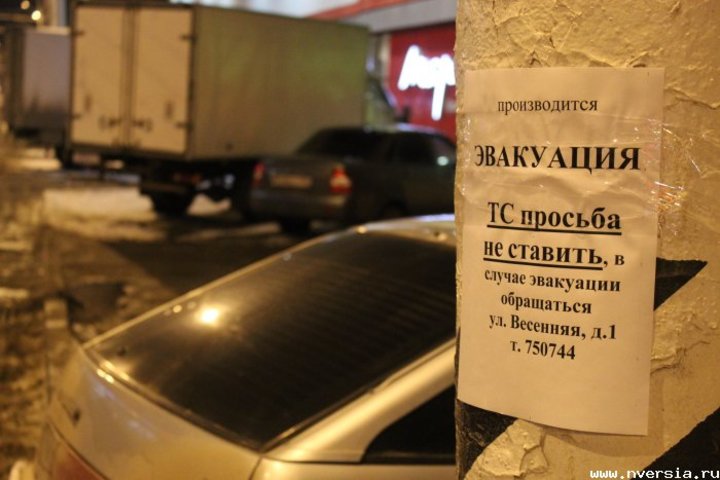 производится
ЭВАКУАЦИЯ
ТС просьба
не ставить, в
случае эвакуации
обращаться
ул. Весенняя, д.1
т. 750744
www.nversia.ru